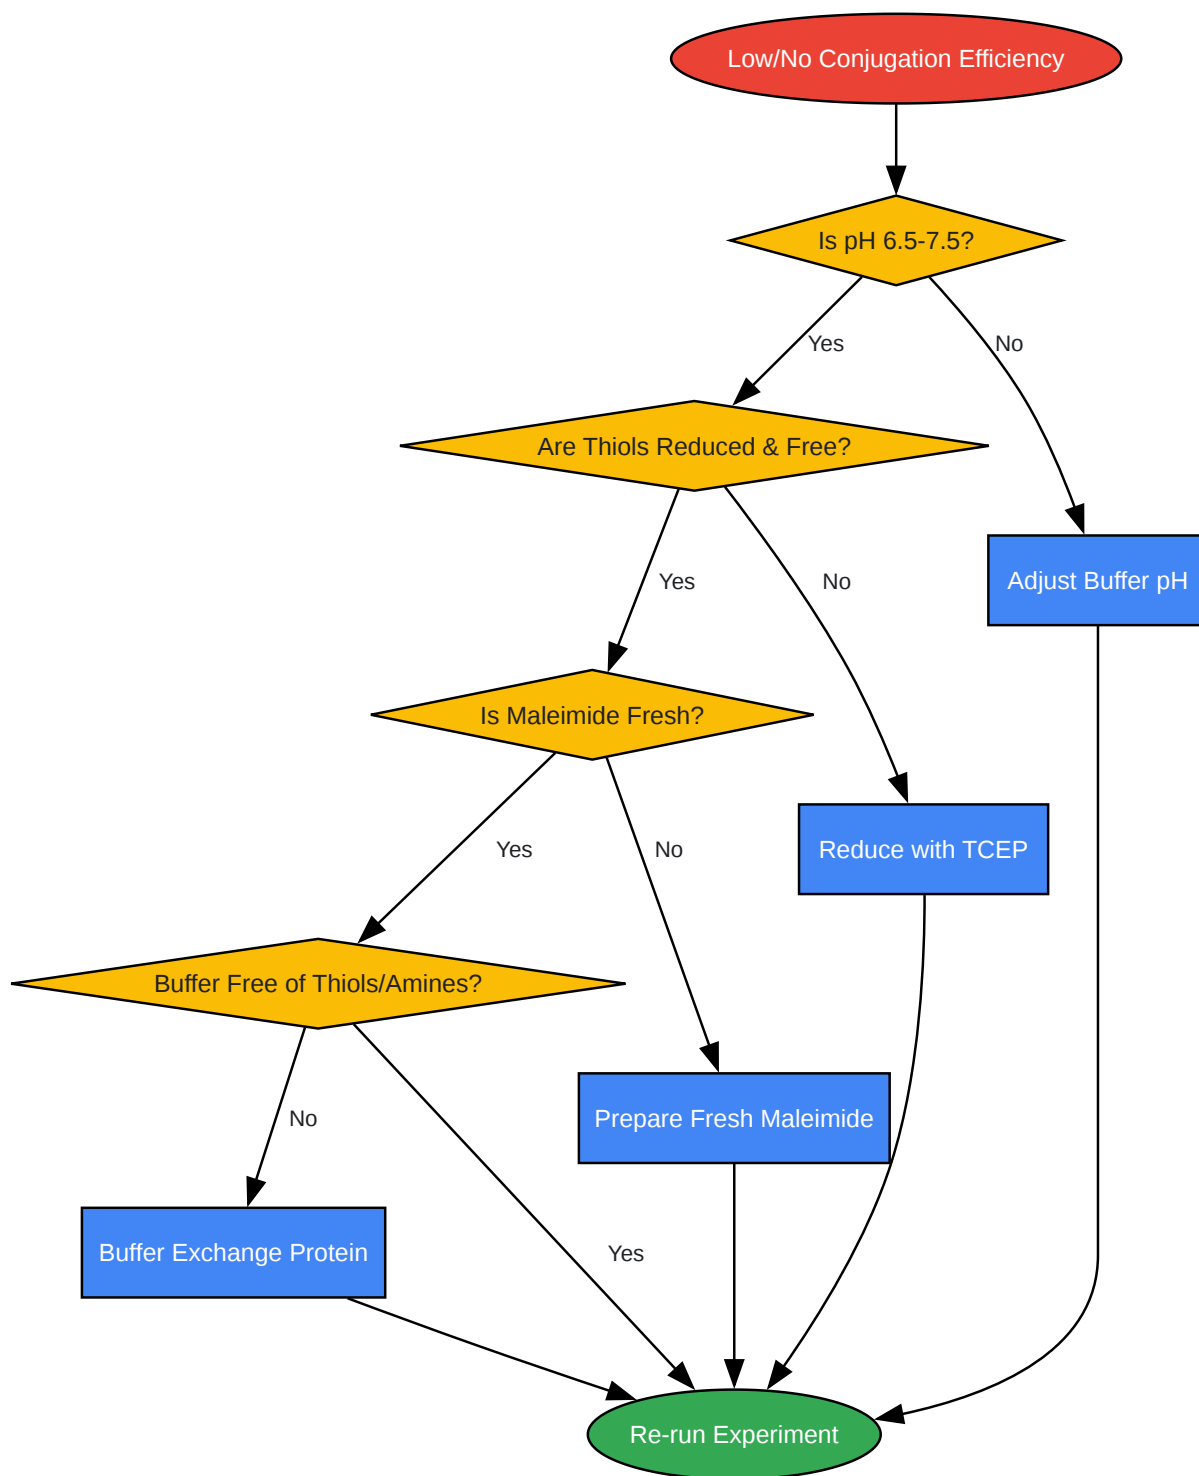 Low/No Conjugation Efficiency
Is pH 6.5-7.5?
Yes
No
Are Thiols Reduced & Free?
Yes
No
Adjust Buffer pH
Is Maleimide Fresh?
Yes
No
Reduce with TCEP
Buffer Free of Thiols/Amines?
No
Prepare Fresh Maleimide
Buffer Exchange Protein
Yes
Re-run Experiment